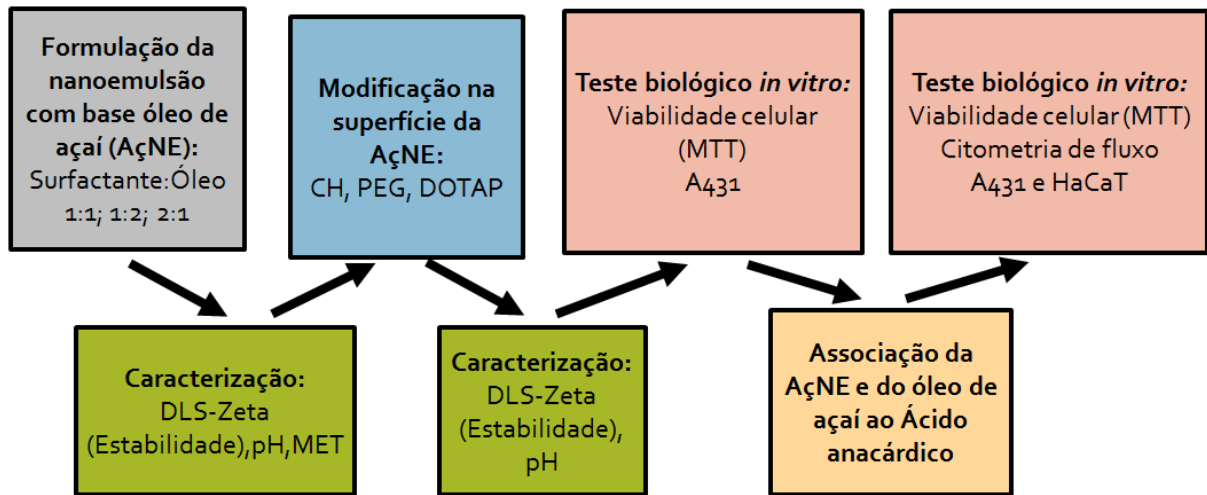 Formulação da
nanoemulsão
com base óleo de
açaí (AçNE):
Surfactante:Óleo
1:1; 1:2; 2:1
Caracterização:
DLS-Zeta
(Estabilidade),pH,MET
Modificação na
superfície da
AçNE:
CH, PEG, DOTAP
Caracterização:
DLS-Zeta
(Estabilidade),
pH
Teste biológico in vitro:
Viabilidade celular
(MTT)
A431
Associação da
AçNE e do óleo de
açaí ao Ácido
anacárdico
Teste biológico in vitro:
Viabilidade celular (MTT)
Citometria de fluxo
A431 e HaCaT